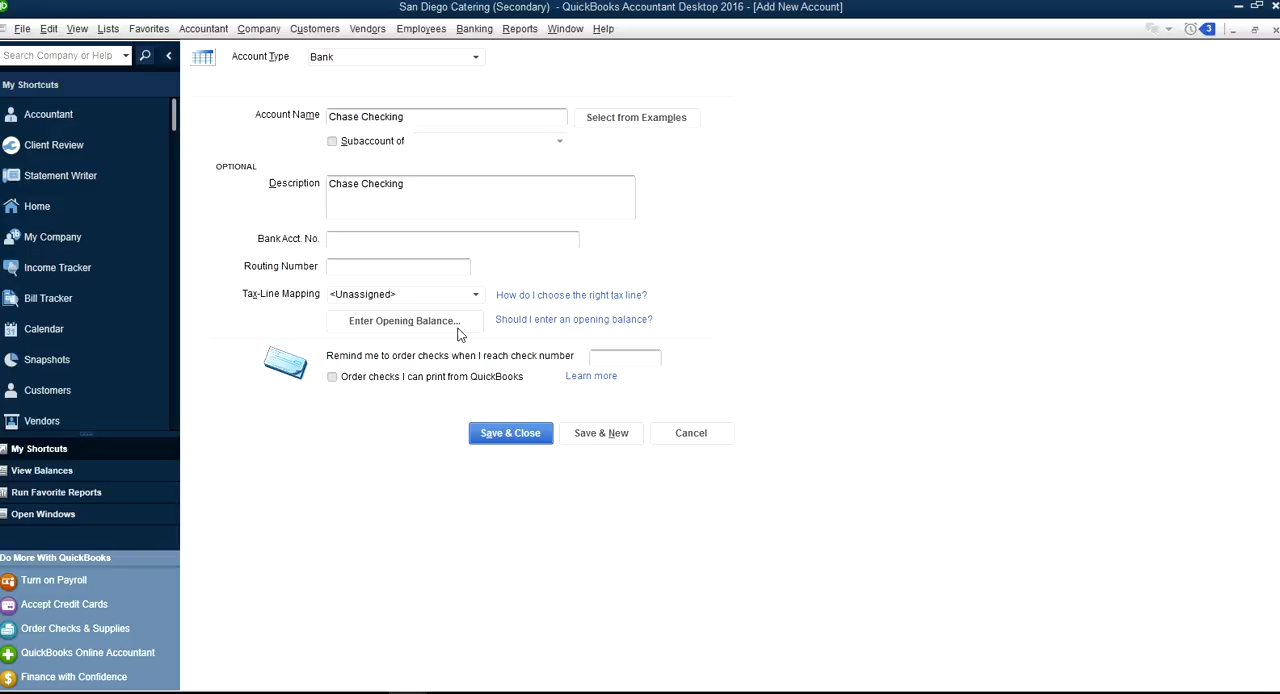 San Diego Catering (Secondary) - QuickBooks Accountant Desktop 2016 - [Add New Account]
File Edit View Lists Favorites Accountant Company Customers Vendors Employees Banking Reports Window Help
3
Search Company or Help
Account Type Bank
My Shortcuts
Accountant
Client Review
Statement Writer
Home
My Company
Income Tracker
Bill Tracker
Calendar
Snapshots
Customers
Vendors
My Shortcuts
View Balances
Run Favorite Reports
Open Windows
Do More With QuickBooks
Turn on Payroll
Accept Credit Cards
Order Checks & Supplies
QuickBooks Online Accountant
Finance with Confidence
Account Name Chase Checking Select from Examples
Subaccount of
OPTIONAL
Description Chase Checking
Bank Acct. No.
Routing Number
Tax-Line Mapping <Unassigned> How do I choose the right tax line?
Enter Opening Balance... Should I enter an opening balance?
Remind me to order checks when I reach check number
Order checks I can print from QuickBooks Learn more
Save & Close Save & New Cancel